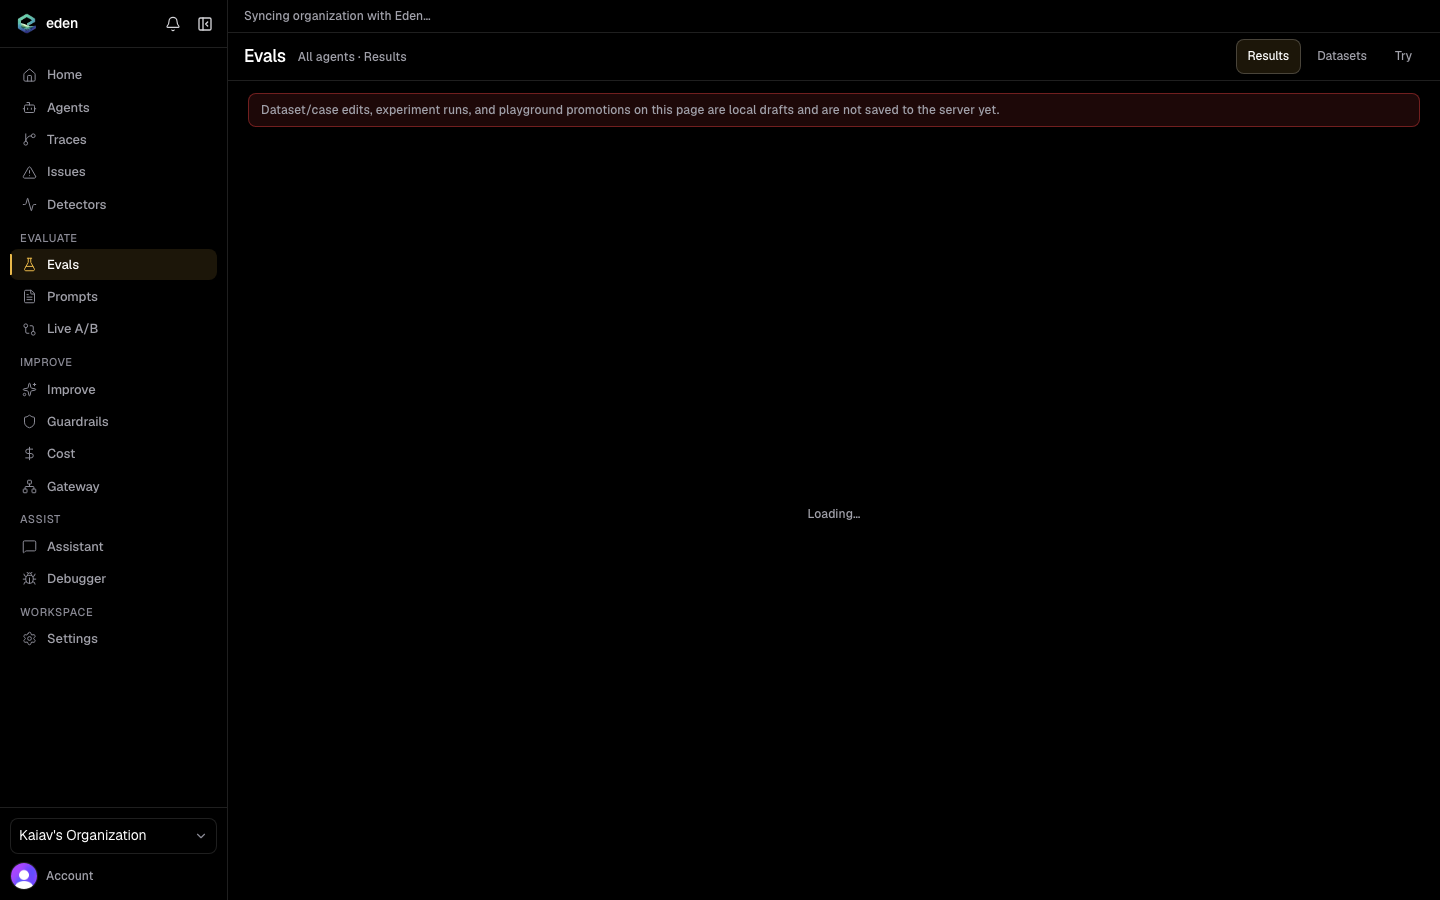 eden
Home
Agents
Traces
Issues
Detectors
EVALUATE
Evals
Prompts
Live A/B
IMPROVE
Improve
Guardrails
Cost
Gateway
ASSIST
Assistant
Debugger
WORKSPACE
Settings
Kaiav's Organization
Account
Syncing organization with Eden…
Evals All agents · Results
Results Datasets Try
Dataset/case edits, experiment runs, and playground promotions on this page are local drafts and are not saved to the server yet.
Loading…